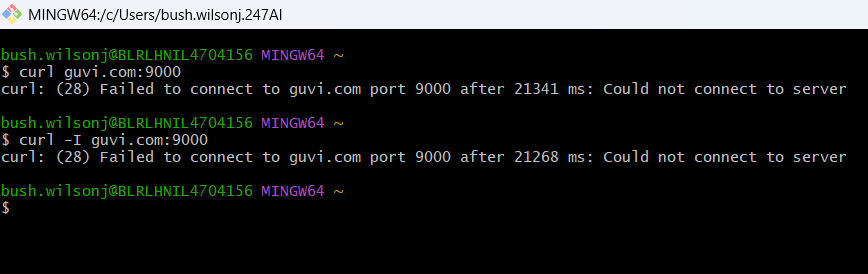 MINGW64:/c/Users/bush.wilsonj.247AI
bush.wilsonj@BLRLHNIL4704156 MINGW64 ~
$ curl guvi.com:9000
curl: (28) Failed to connect to guvi.com port 9000 after 21341 ms: Could not connect to server
bush.wilsonj@BLRLHNIL4704156 MINGW64 ~
$ curl -I guvi.com:9000
curl: (28) Failed to connect to guvi.com port 9000 after 21268 ms: Could not connect to server
bush.wilsonj@BLRLHNIL4704156 MINGW64 ~
$